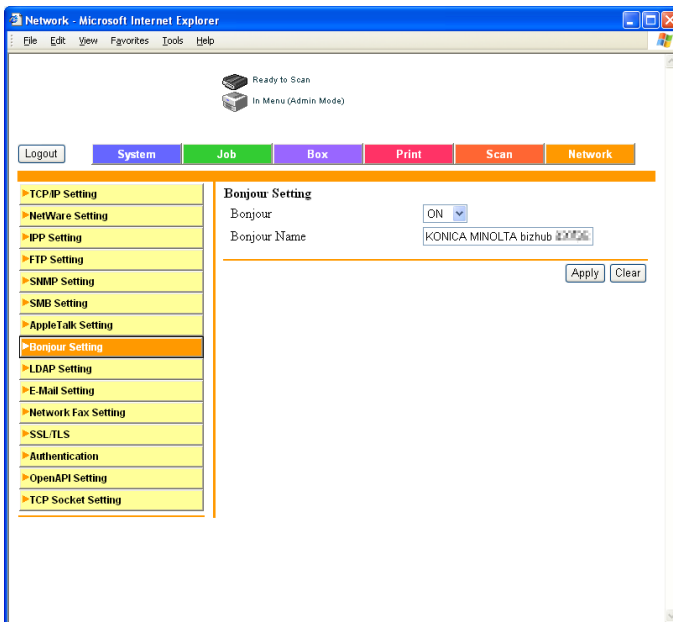 Network - Microsoft Internet Explorer
File Edit View Favorites Tools Help
Ready to Scan
In Menu (Admin Mode)
Logout System Job Box Print Scan Network
TCP/IP Setting
NetWare Setting
IPP Setting
FTP Setting
SNMP Setting
SMB Setting
AppleTalk Setting
Bonjour Setting
LDAP Setting
E-Mail Setting
Network Fax Setting
SSL/TLS
Authentication
OpenAPI Setting
TCP Socket Setting
Bonjour Setting
Bonjour ON
Bonjour Name KONICA MINOLTA bizhub
Apply Clear